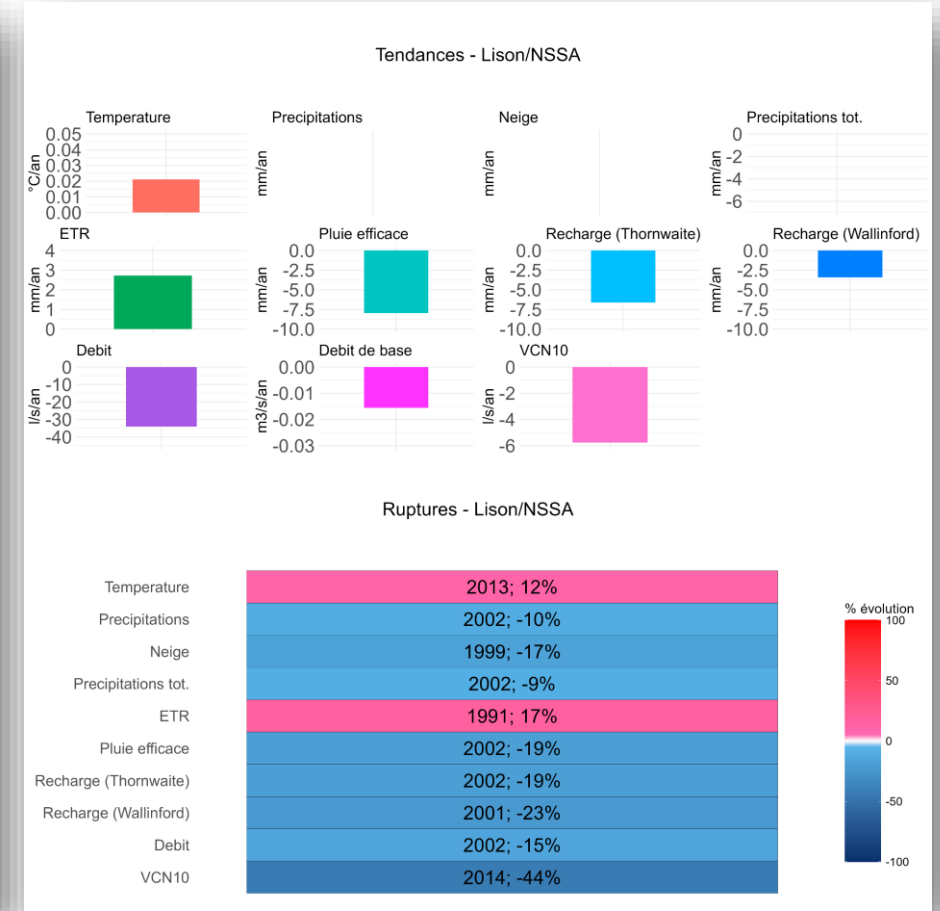 Tendances - Lison/NSSA
Temperature
°C/an
0.05
0.04
0.03
0.02
0.01
0.00
Precipitations
mm/an
Neige
mm/an
Precipitations tot.
mm/an
0
-2
-4
-6
ETR
mm/an
4
3
2
1
0
Pluie efficace
mm/an
0.0
-2.5
-5.0
-7.5
-10.0
Recharge (Thornwaite)
mm/an
0.0
-2.5
-5.0
-7.5
-10.0
Recharge (Wallinford)
mm/an
0.0
-2.5
-5.0
-7.5
-10.0
Debit
l/s/an
0
-10
-20
-30
-40
Debit de base
m3/s/an
0.00
-0.01
-0.02
-0.03
VCN10
l/s/an
0
-2
-4
-6
Ruptures - Lison/NSSA
Temperature 2013; 12%
Precipitations 2002; -10%
Neige 1999; -17%
Precipitations tot. 2002; -9%
ETR 1991; 17%
Pluie efficace 2002; -19%
Recharge (Thornwaite) 2002; -19%
Recharge (Wallinford) 2001; -23%
Debit 2002; -15%
VCN10 2014; -44%
% évolution
100
50
0
-50
-100